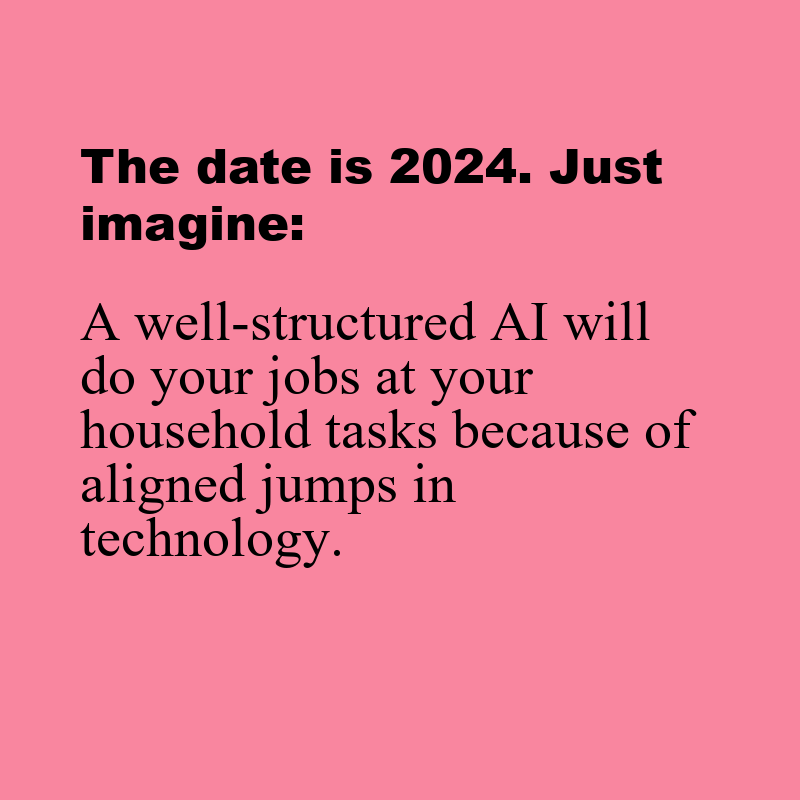 The date is 2024. Just
imagine:
A well-structured AI will
do your jobs at your
household tasks because of
aligned jumps in
technology.